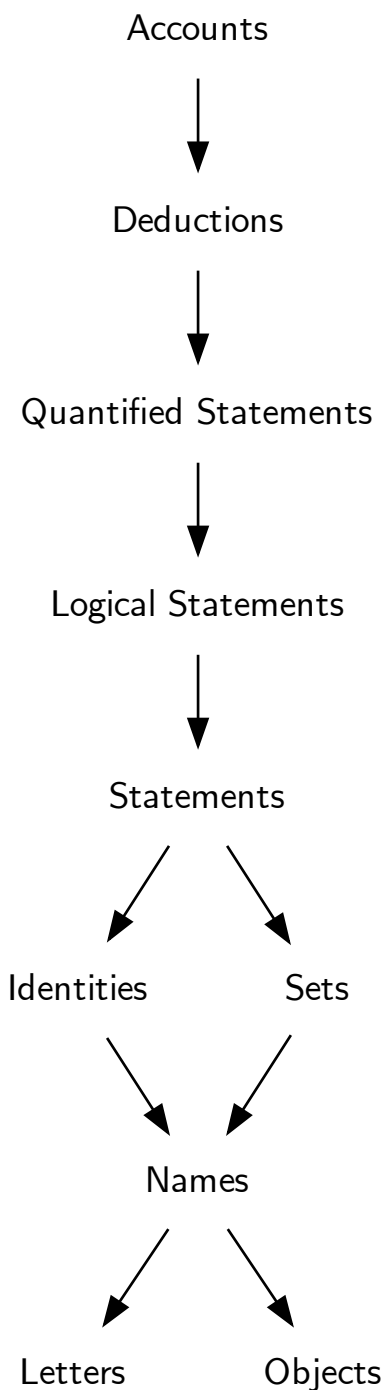 Accounts
Deductions
Quantified Statements
Logical Statements
Statements
Identities
Sets
Names
Letters
Objects